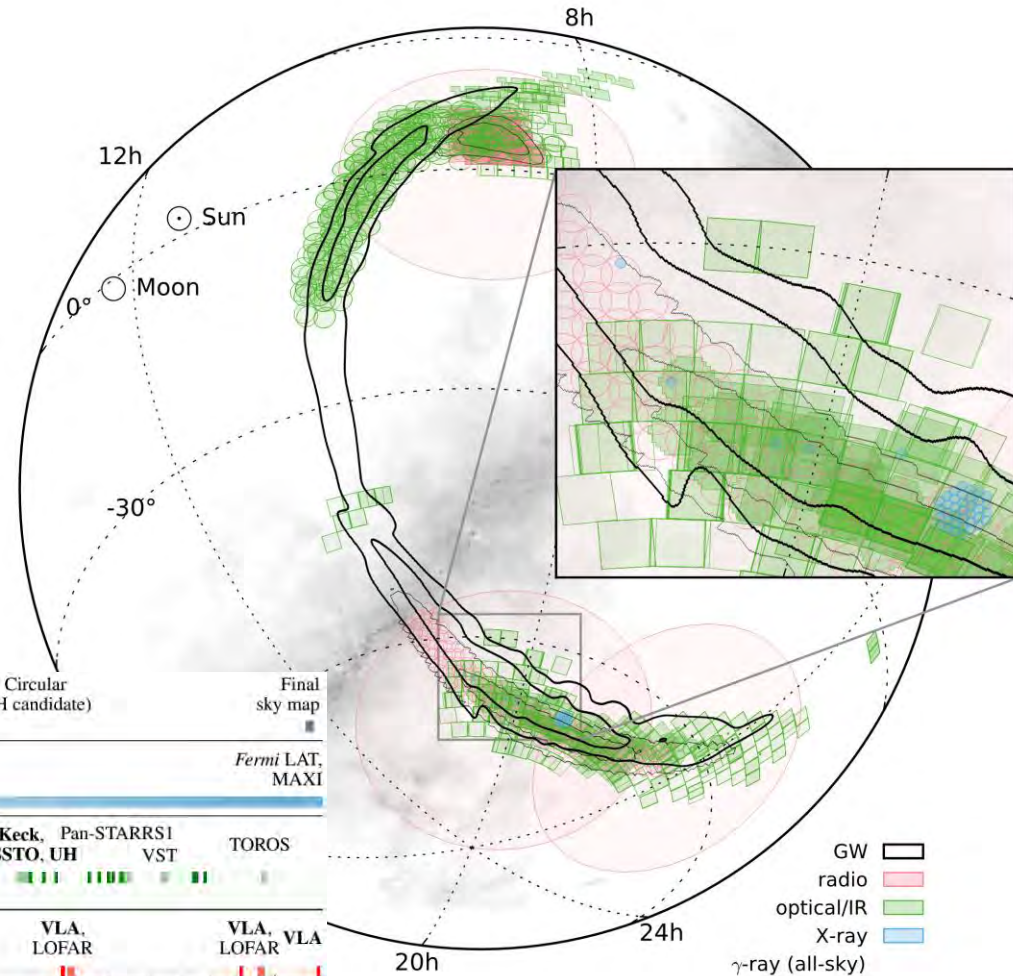 8h
12h
Sun
Moon
0°
-30°
Circular Final
candidate) sky map
Fermi LAT,
MAXI
Keck, Pan-STARRS1 TOROS
UH VST
VLA, VLA, VLA
LOFAR LOFAR
GW
radio
optical/IR
X-ray
γ-ray (all-sky)
24h
20h